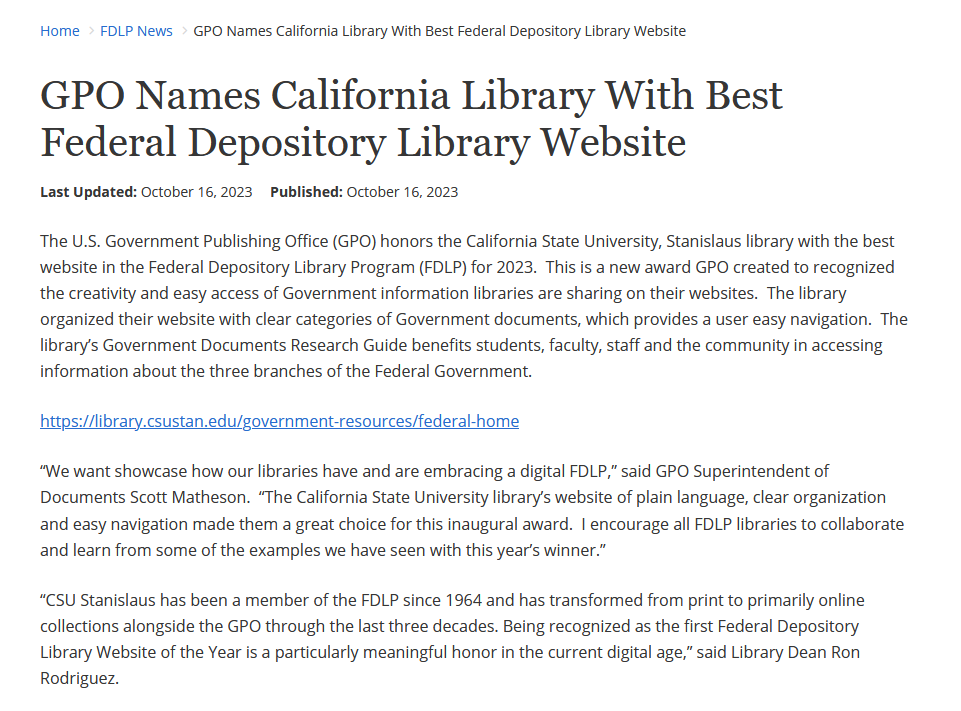 Home > FDLP News > GPO Names California Library With Best Federal Depository Library Website
GPO Names California Library With Best
Federal Depository Library Website
Last Updated: October 16, 2023 Published: October 16, 2023
The U.S. Government Publishing Office (GPO) honors the California State University, Stanislaus library with the best
website in the Federal Depository Library Program (FDLP) for 2023.  This is a new award GPO created to recognized
the creativity and easy access of Government information libraries are sharing on their websites.  The library
organized their website with clear categories of Government documents, which provides a user easy navigation.  The
library’s Government Documents Research Guide benefits students, faculty, staff and the community in accessing
information about the three branches of the Federal Government.
https://library.csustan.edu/government-resources/federal-home
“We want showcase how our libraries have and are embracing a digital FDLP,” said GPO Superintendent of
Documents Scott Matheson.  “The California State University library’s website of plain language, clear organization
and easy navigation made them a great choice for this inaugural award.  I encourage all FDLP libraries to collaborate
and learn from some of the examples we have seen with this year’s winner.”
“CSU Stanislaus has been a member of the FDLP since 1964 and has transformed from print to primarily online
collections alongside the GPO through the last three decades. Being recognized as the first Federal Depository
Library Website of the Year is a particularly meaningful honor in the current digital age,” said Library Dean Ron
Rodriguez.